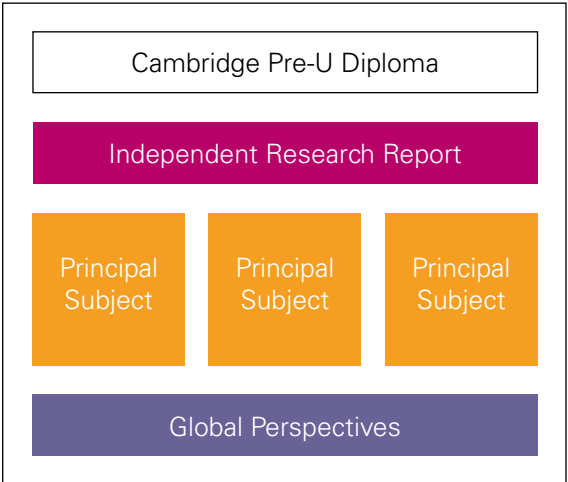 Cambridge Pre-U Diploma
Independent Research Report
Principal
Subject
Principal
Subject
Principal
Subject
Global Perspectives